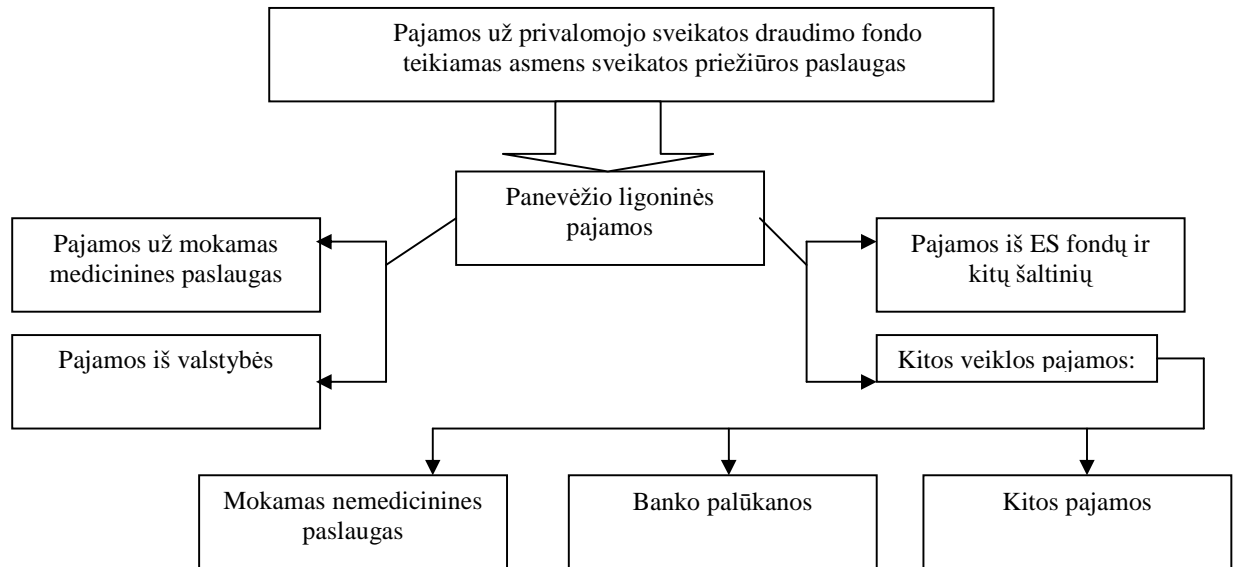 Pajamos už privalomojo sveikatos draudimo fondo
teikiamas asmens sveikatos priežiūros paslaugas
Panevėžio ligoninės
pajamos
Pajamos už mokamas
medicinines paslaugas
Pajamos iš ES fondų ir
kitų šaltinių
Pajamos iš valstybės
Kitos veiklos pajamos:
Mokamas nemedicinines
paslaugas
Banko palūkanos
Kitos pajamos